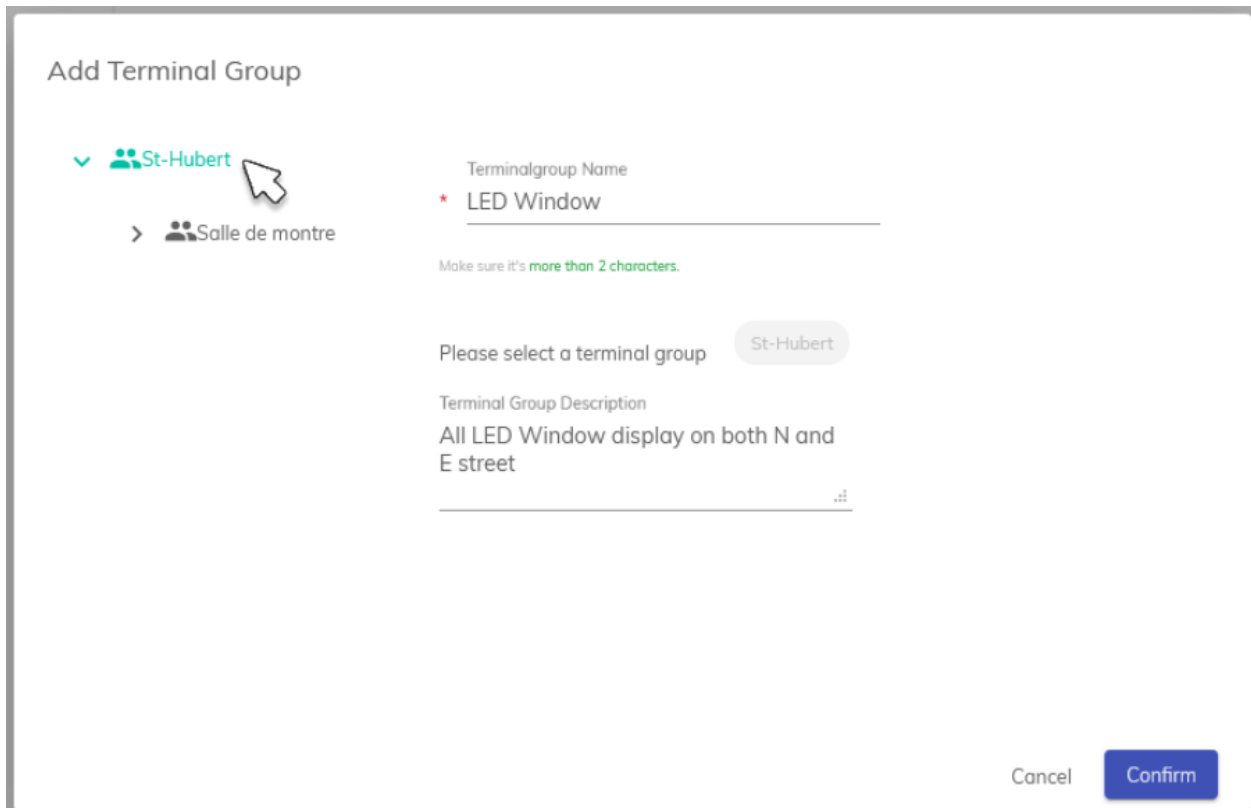 Add Terminal Group
St-Hubert
Salle de montre
Terminalgroup Name
* LED Window
Make sure it's more than 2 characters.
Please select a terminal group St-Hubert
Terminal Group Description
All LED Window display on both N and
E street
Cancel Confirm